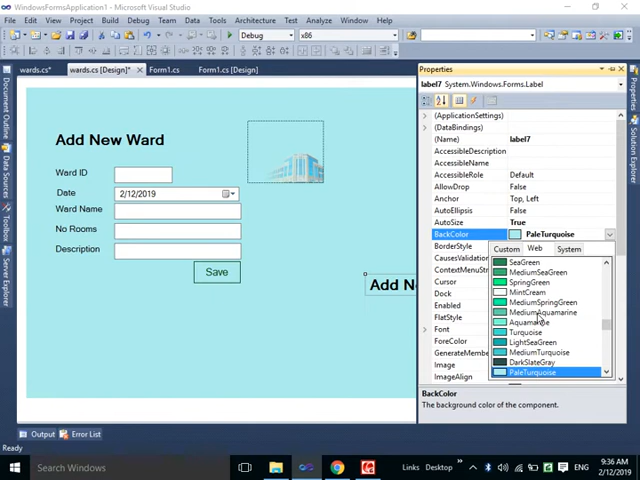 WindowsFormsApplication1 - Microsoft Visual Studio
File Edit View Project Build Debug Team Data Tools Architecture Test Analyze Window Help
Debug x86
wards.cs* wards.cs [Design]* Form1.cs Form1.cs [Design]
Document Outline
Data Sources
Toolbox
Server Explorer
Add New Ward
Ward ID
Date 2/12/2019
Ward Name
No Rooms
Description
Save
Add Ne
Properties
label7 System.Windows.Forms.Label
(ApplicationSettings)
(DataBindings)
(Name) label7
AccessibleDescription
AccessibleName
AccessibleRole Default
AllowDrop False
Anchor Top, Left
AutoEllipsis False
AutoSize True
BackColor PaleTurquoise
BorderStyle
CausesValidation
ContextMenuStr
Cursor
Dock
Enabled
FlatStyle
Font
ForeColor
GenerateMembe
Image
ImageAlign
Custom Web System
SeaGreen
MediumSeaGreen
SpringGreen
MintCream
MediumSpringGreen
MediumAquamarine
Aquamarine
Turquoise
LightSeaGreen
MediumTurquoise
DarkSlateGray
PaleTurquoise
BackColor
The background color of the component.
Properties
Solution Explorer
Output Error List
Ready
Search Windows
Links Desktop
9:36 AM
2/12/2019